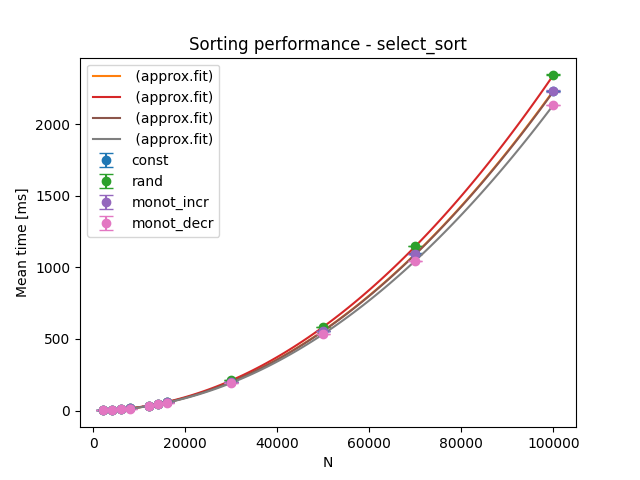 Sorting performance - select_sort
(approx.fit)
(approx.fit)
(approx.fit)
(approx.fit)
const
rand
monot_incr
monot_decr
Mean time [ms]
2000
1500
1000
500
0
0 20000 40000 60000 80000 100000
N